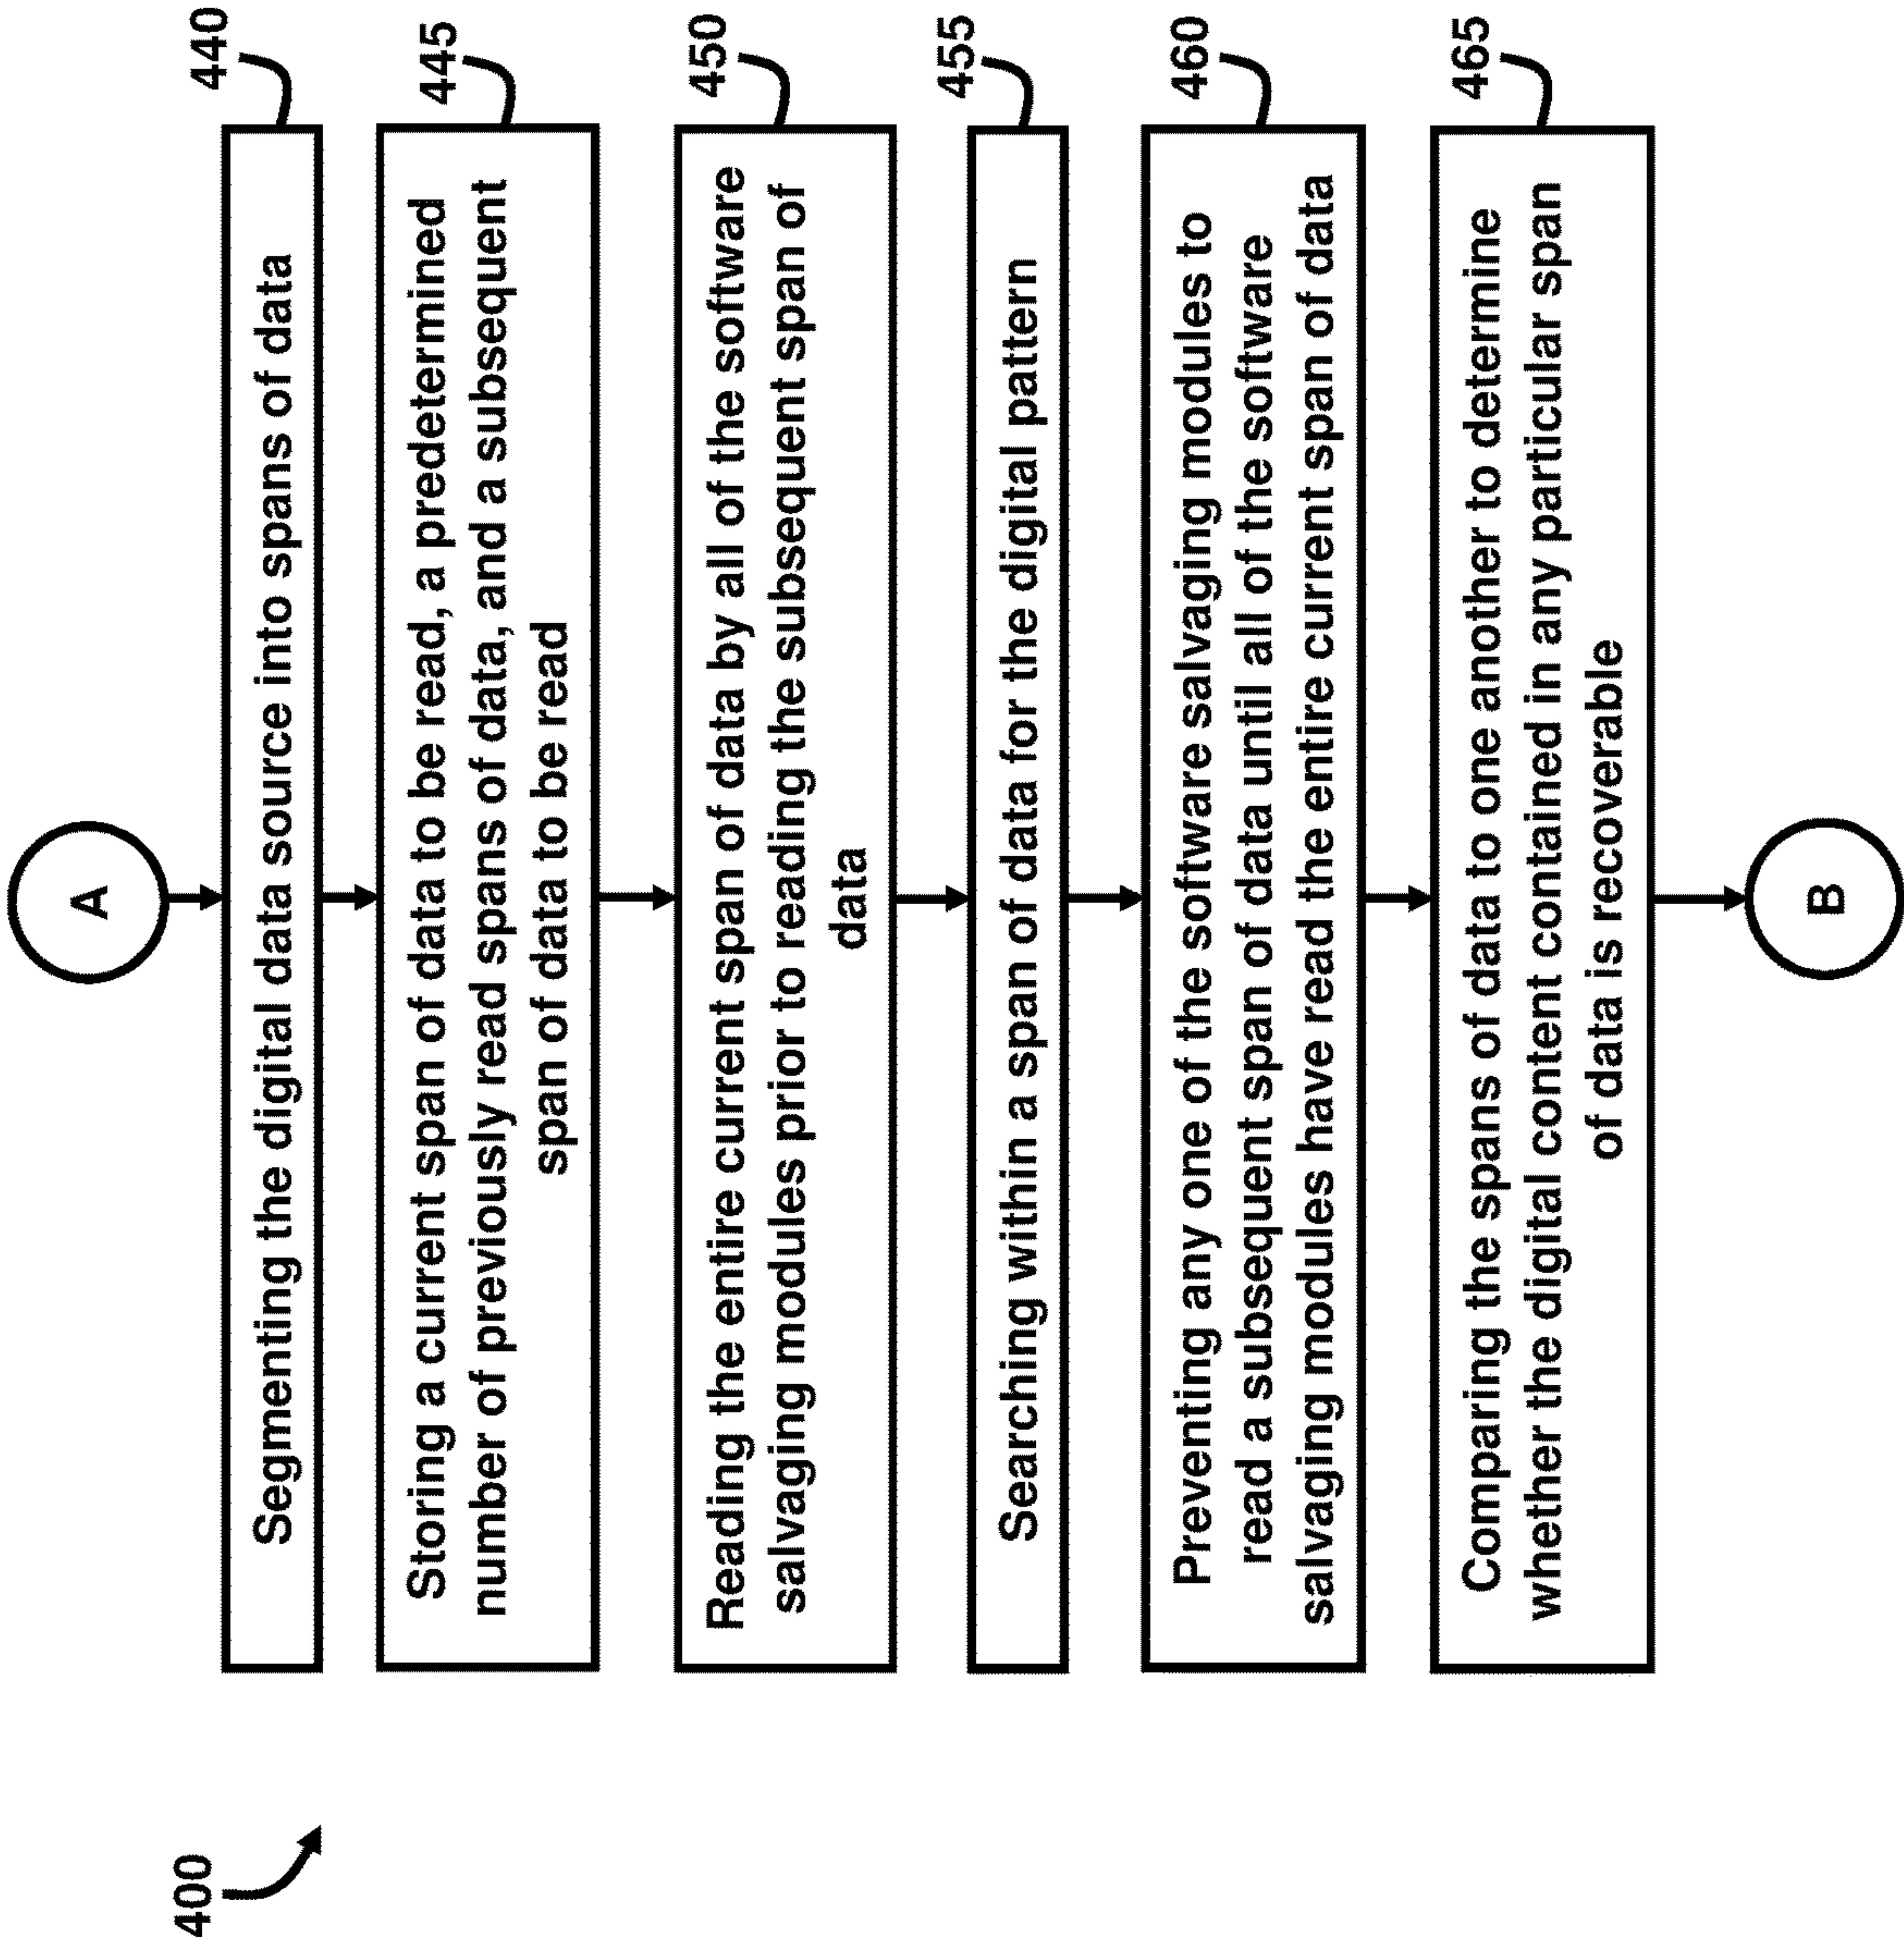 400
A
440
Segmenting the digital data source into spans of data
445
Storing a current span of data to be read, a predetermined
number of previously read spans of data, and a subsequent
span of data to be read
450
Reading the entire current span of data by all of the software
salvaging modules prior to reading the subsequent span of
data
455
Searching within a span of data for the digital pattern
460
Preventing any one of the software salvaging modules to
read a subsequent span of data until all of the software
salvaging modules have read the entire current span of data
465
Comparing the spans of data to one another to determine
whether the digital content contained in any particular span
of data is recoverable
B